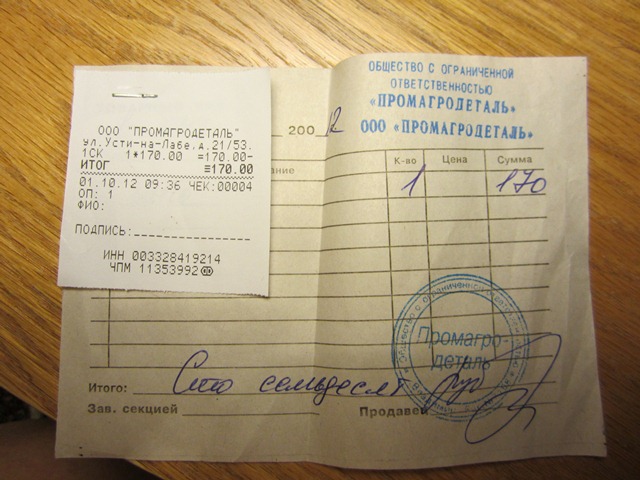 ООО "ПРОМАГРОДЕТАЛЬ"
ул.Усти-на-Лабе,д.21/53.
1СК 1*170.00 =170.00-
ИТОГ ≡170.00
01.10.12 09:36 ЧЕК:00004
ОП: 1
ФИО:
ПОДПИСЬ:
ИНН 003328419214
ЧПМ 11353992
ОБЩЕСТВО С ОГРАНИЧЕННОЙ
ОТВЕТСТВЕННОСТЬЮ
«ПРОМАГРОДЕТАЛЬ»
ООО «ПРОМАГРОДЕТАЛЬ»
200 12
К-во Цена Сумма
1 170
Промагро-
деталь
Итого: Сто семьдесят руб
Зав. секцией Продавец